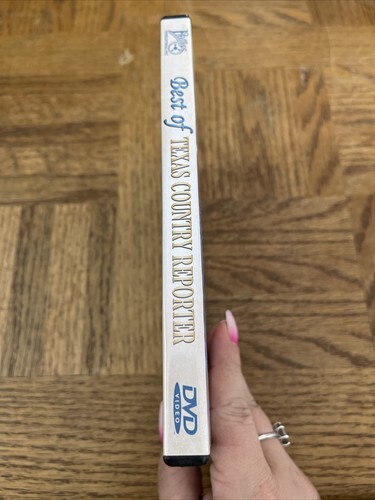 Best of TEXAS COUNTRY REPORTER
DVD
VIDEO